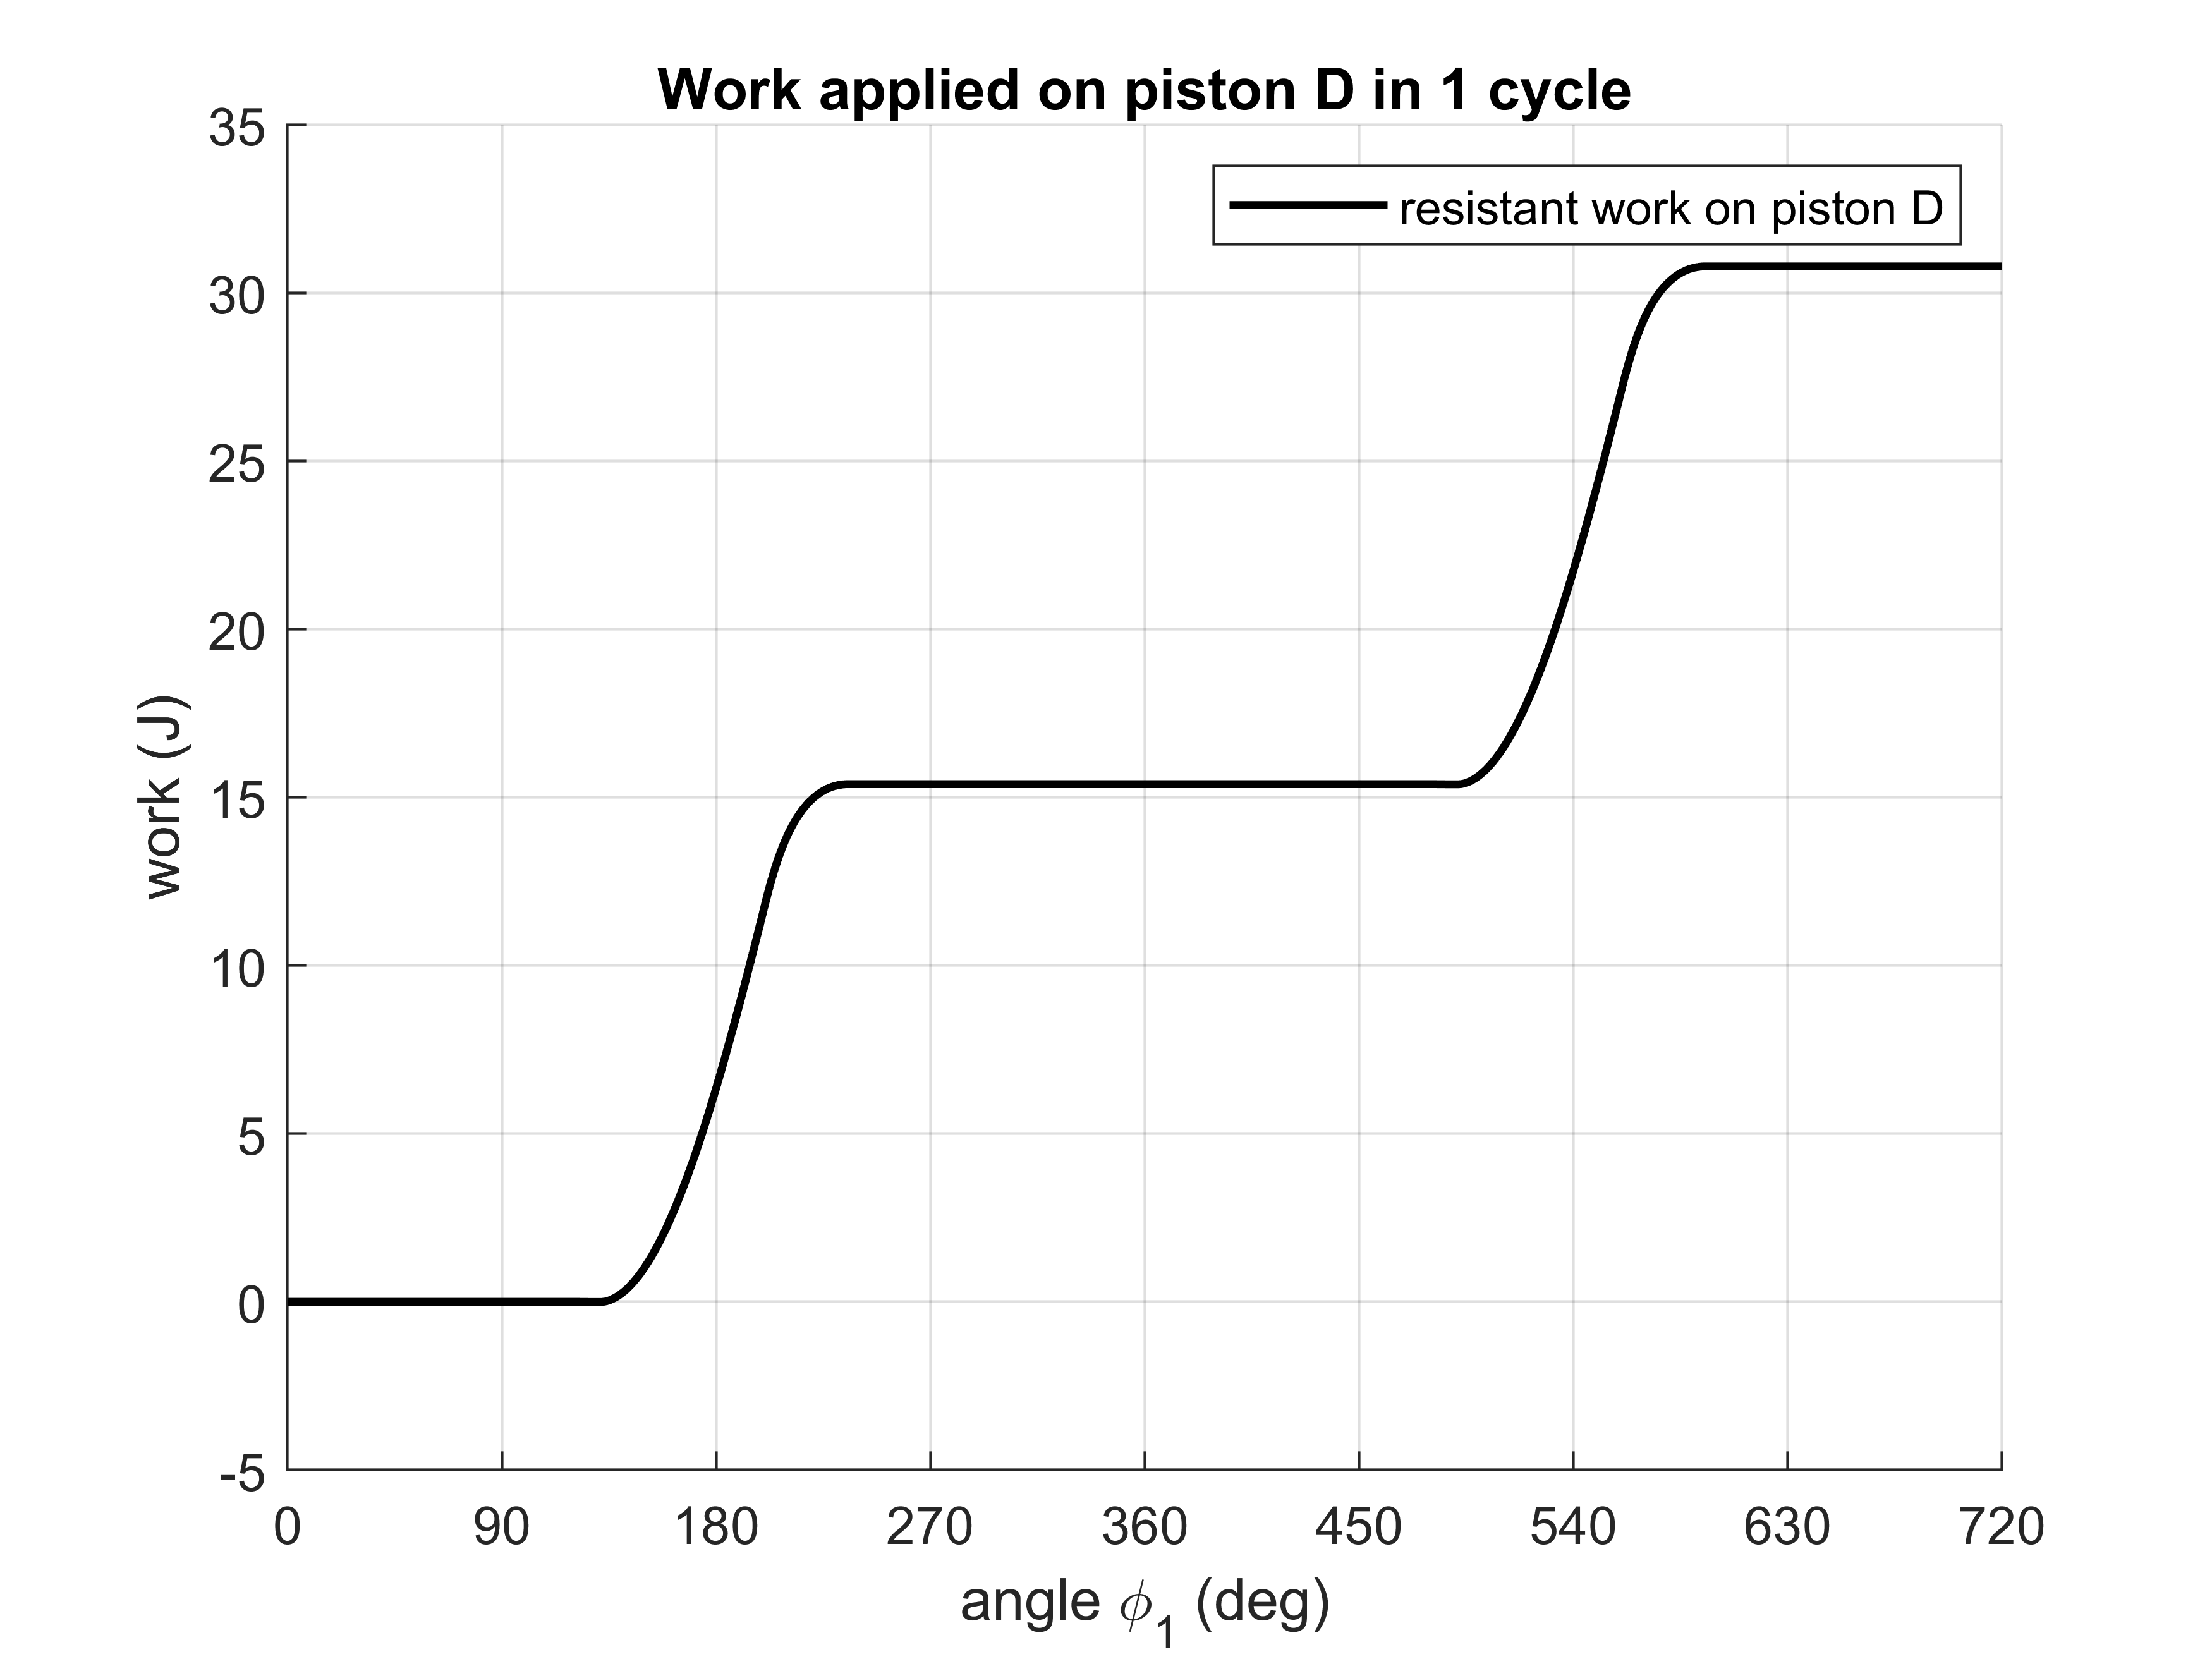 Work applied on piston D in 1 cycle
resistant work on piston D
35
30
25
20
15
10
5
0
-5
work (J)
0 90 180 270 360 450 540 630 720
angle ϕ1 (deg)